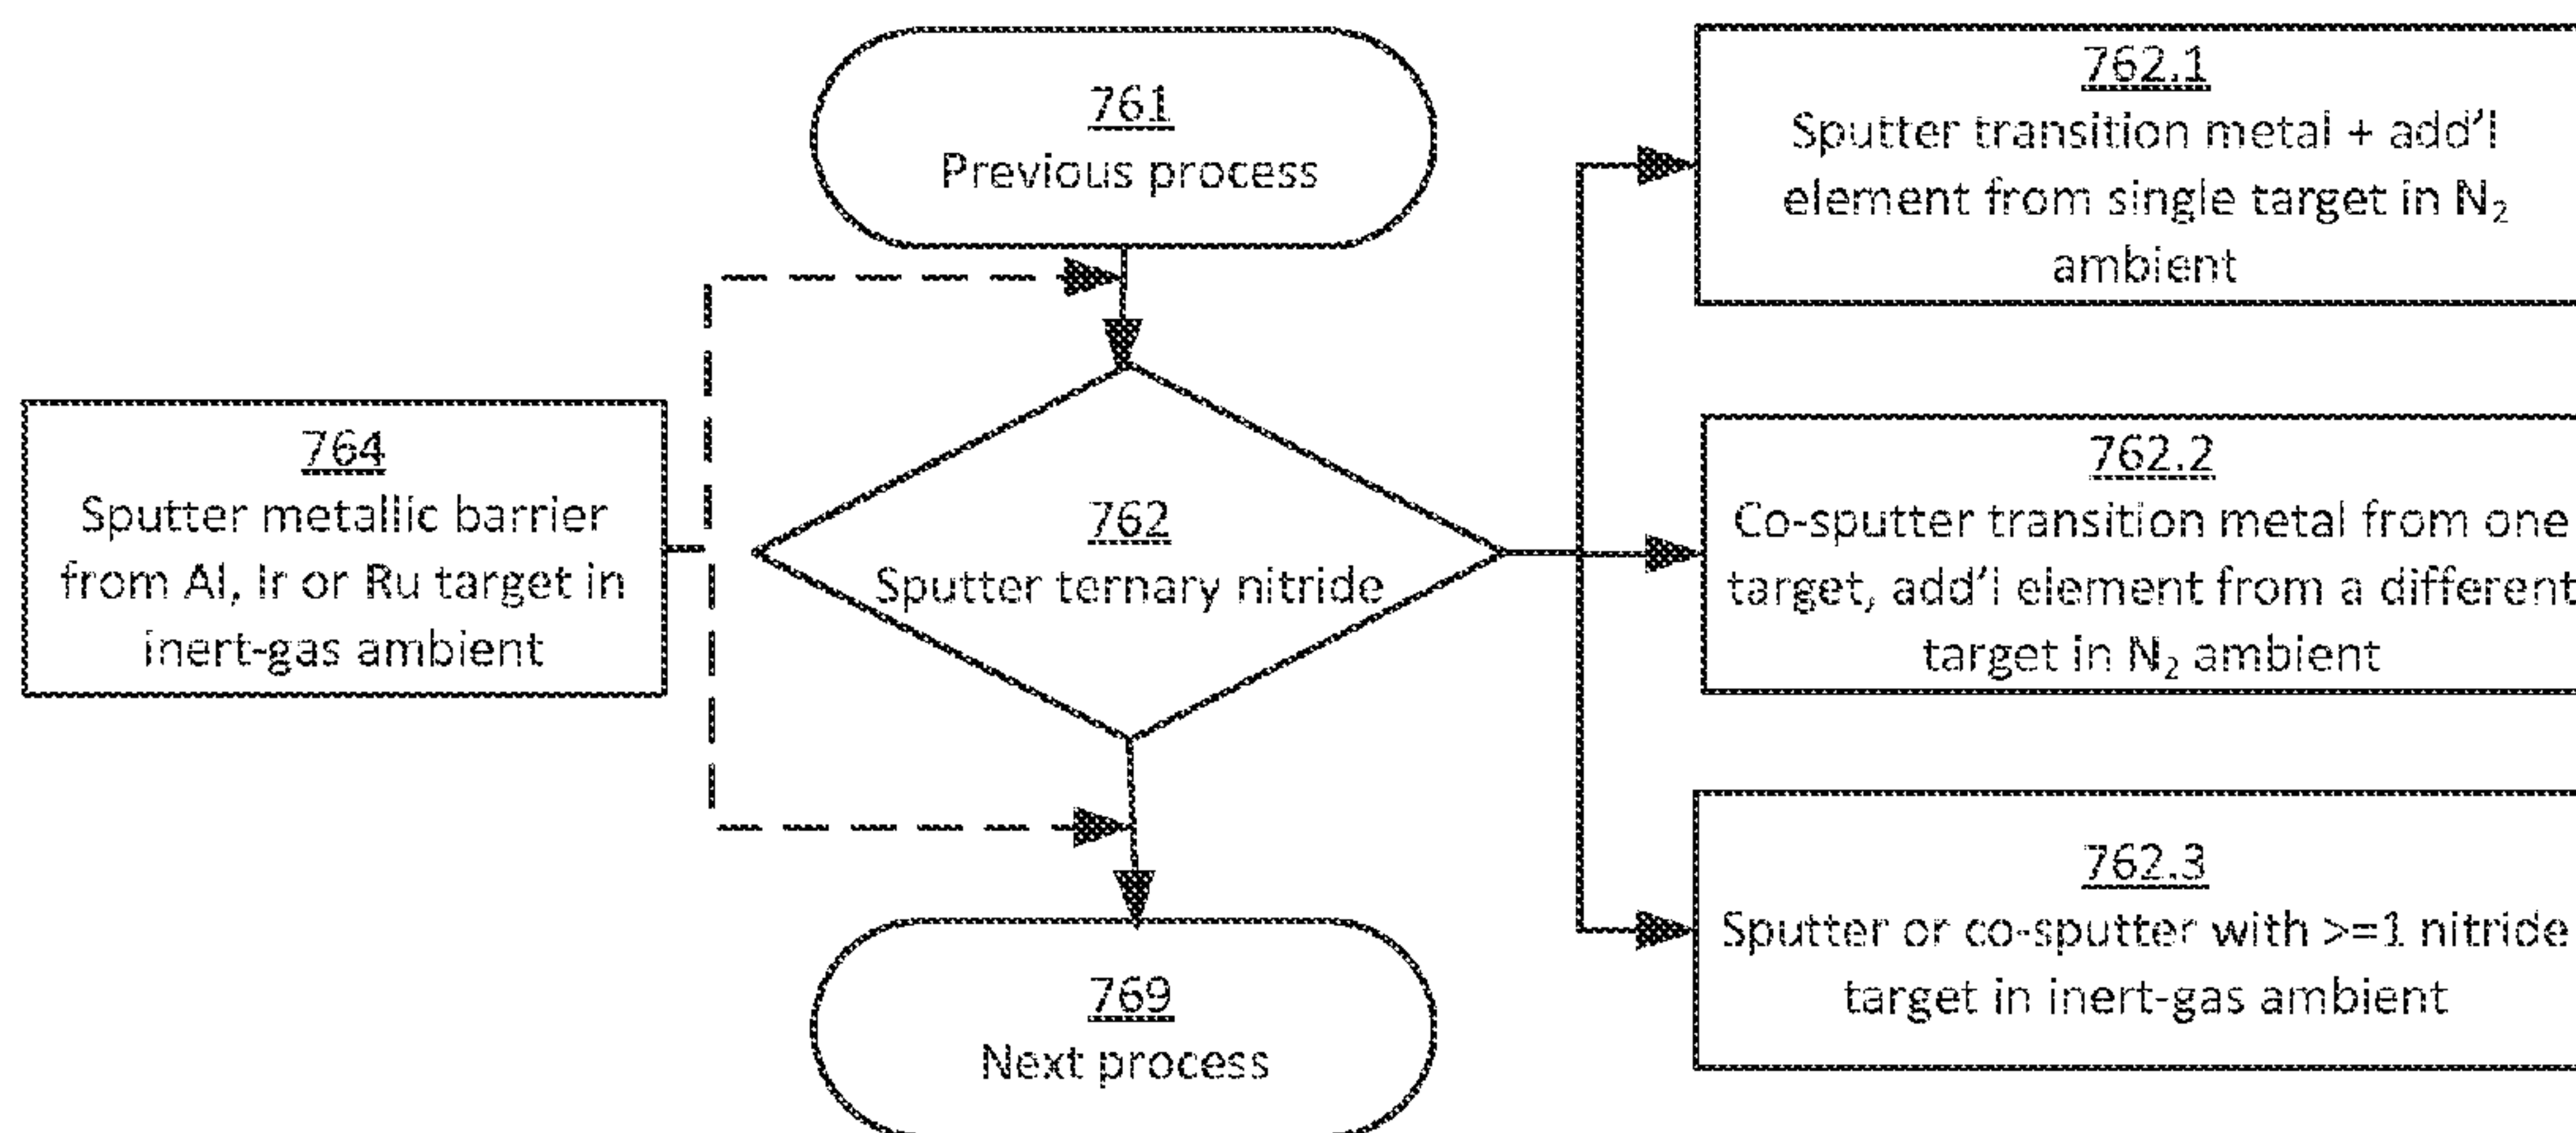 761
Previous process
762.1
Sputter transition metal + add'l
element from single target in N₂
ambient
764
Sputter metallic barrier
from Al, Ir or Ru target in
inert-gas ambient
762
Sputter ternary nitride
762.2
Co-sputter transition metal from one
target, add'l element from a different
target in N₂ ambient
762.3
Sputter or co-sputter with >=1 nitride
target in inert-gas ambient
769
Next process